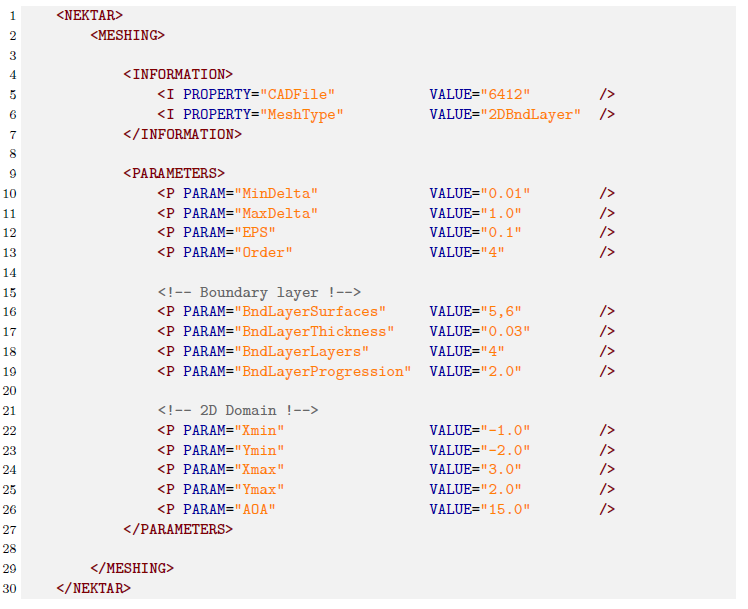 1 <NEKTAR>
2 <MESHING>
3
4 <INFORMATION>
5 <I PROPERTY="CADFile" VALUE="6412" />
6 <I PROPERTY="MeshType" VALUE="2DBndLayer" />
7 </INFORMATION>
8
9 <PARAMETERS>
10 <P PARAM="MinDelta" VALUE="0.01" />
11 <P PARAM="MaxDelta" VALUE="1.0" />
12 <P PARAM="EPS" VALUE="0.1" />
13 <P PARAM="Order" VALUE="4" />
14
15 <!-- Boundary layer !-->
16 <P PARAM="BndLayerSurfaces" VALUE="5,6" />
17 <P PARAM="BndLayerThickness" VALUE="0.03" />
18 <P PARAM="BndLayerLayers" VALUE="4" />
19 <P PARAM="BndLayerProgression" VALUE="2.0" />
20
21 <!-- 2D Domain !-->
22 <P PARAM="Xmin" VALUE="-1.0" />
23 <P PARAM="Ymin" VALUE="-2.0" />
24 <P PARAM="Xmax" VALUE="3.0" />
25 <P PARAM="Ymax" VALUE="2.0" />
26 <P PARAM="AOA" VALUE="15.0" />
27 </PARAMETERS>
28
29 </MESHING>
30 </NEKTAR>